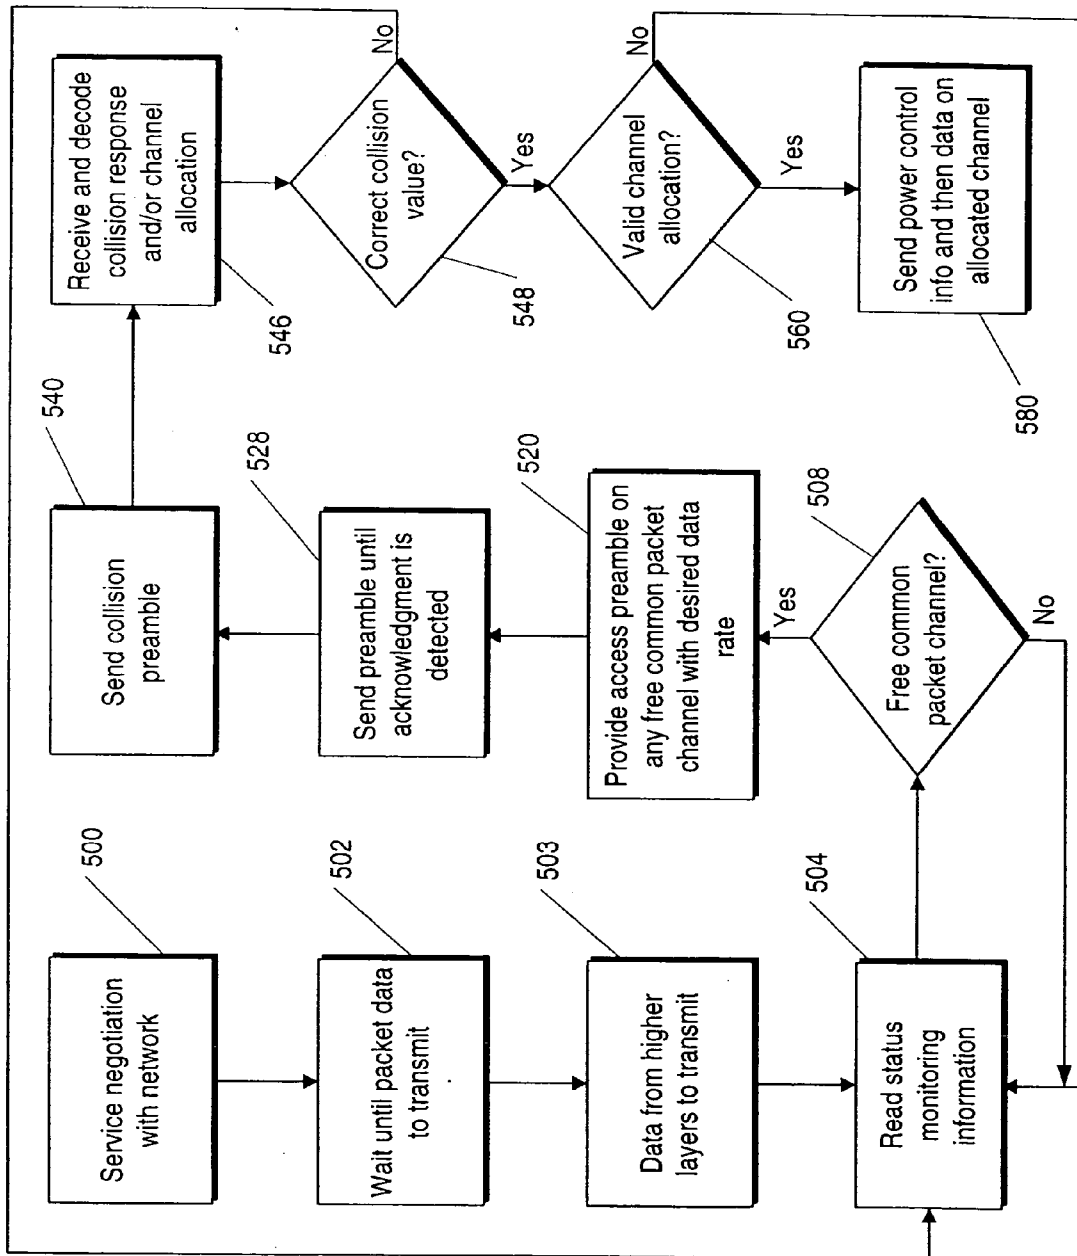 500
Service negotiation
with network
502
Wait until packet data
to transmit
503
Data from higher
layers to transmit
504
Read status
monitoring
information
508
Free common
packet channel?
No
Yes
520
Provide access preamble on
any free common packet
channel with desired data
rate
528
Send preamble until
acknowledgment is
detected
540
Send collision
preamble
546
Receive and decode
collision response
and/or channel
allocation
548
Correct collision
value?
No
Yes
560
Valid channel
allocation?
No
Yes
580
Send power control
info and then data on
allocated channel